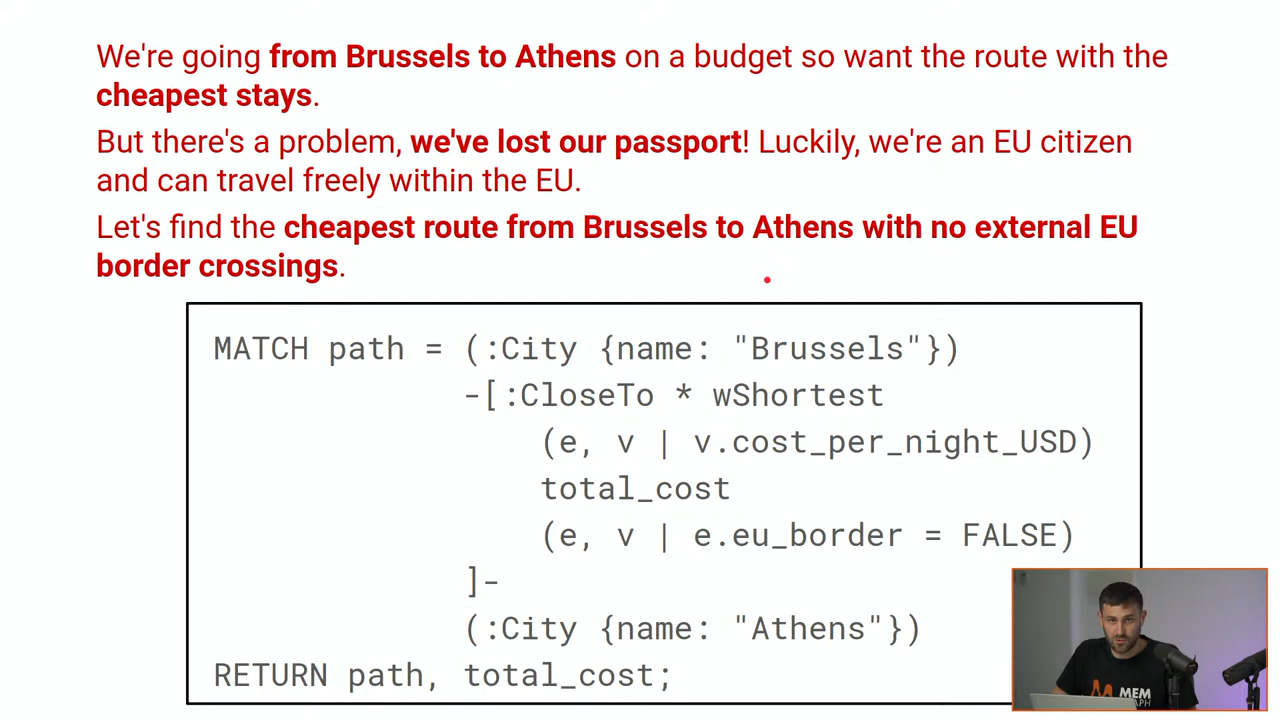 We're going from Brussels to Athens on a budget so want the route with the
cheapest stays.
But there's a problem, we've lost our passport! Luckily, we're an EU citizen
and can travel freely within the EU.
Let's find the cheapest route from Brussels to Athens with no external EU
border crossings.
MATCH path = (:City {name: "Brussels"})
-[:CloseTo * wShortest
(e, v | v.cost_per_night_USD)
total_cost
(e, v | e.eu_border = FALSE)
]-
(:City {name: "Athens"})
RETURN path, total_cost;
MEM
APH